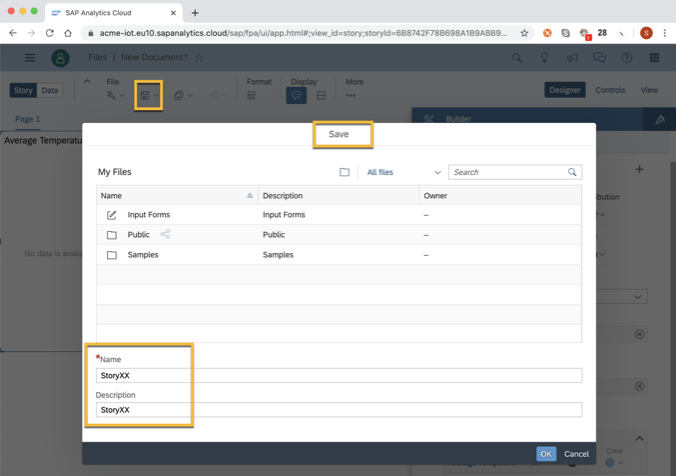 SAP Analytics Cloud
acme-iot.eu10.sapanalytics.cloud/sap/fpa/ui/app.html#;view_id=story;storyId=6B8742F78B698A1B9ABB9...
28
S
Files / New Document*
Story Data
File
Format
Display
More
Designer Controls View
Page 1
Builder
Average Temperatu
No data is availa
Save
My Files
All files
Search
Name Description Owner
Input Forms Input Forms –
Public Public –
Samples Samples –
*Name
StoryXX
Description
StoryXX
Color
OK Cancel